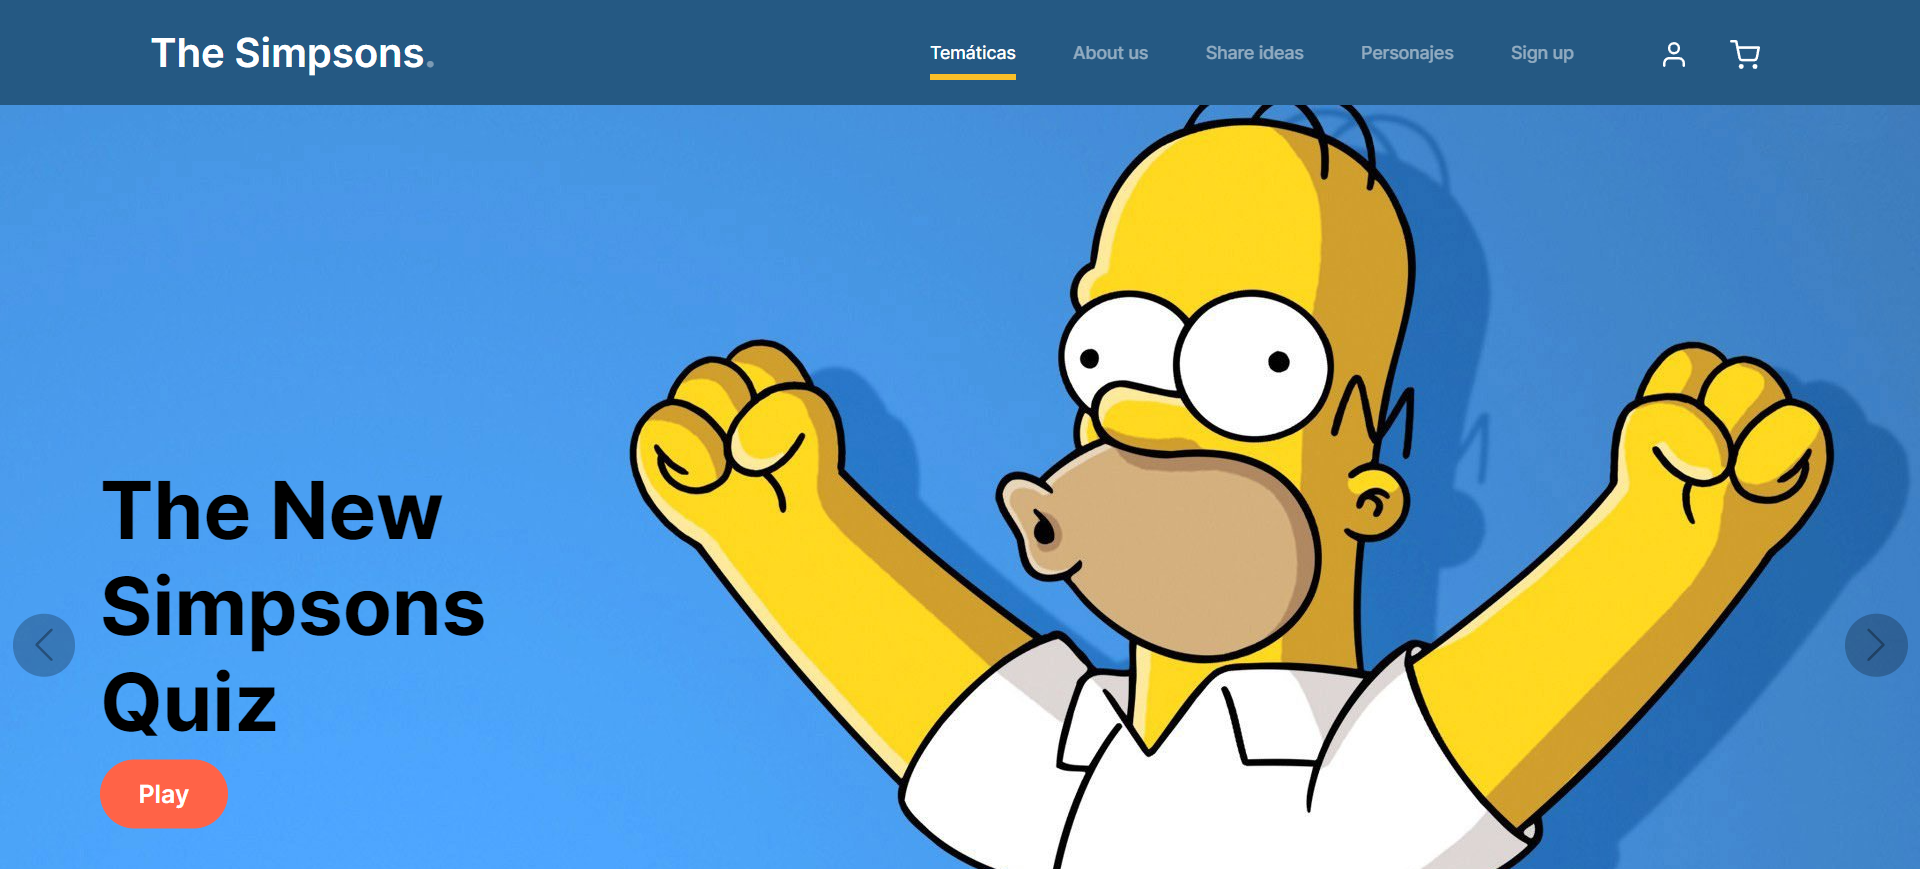 The Simpsons.
Temáticas
About us
Share ideas
Personajes
Sign up
The New
Simpsons
Quiz
Play